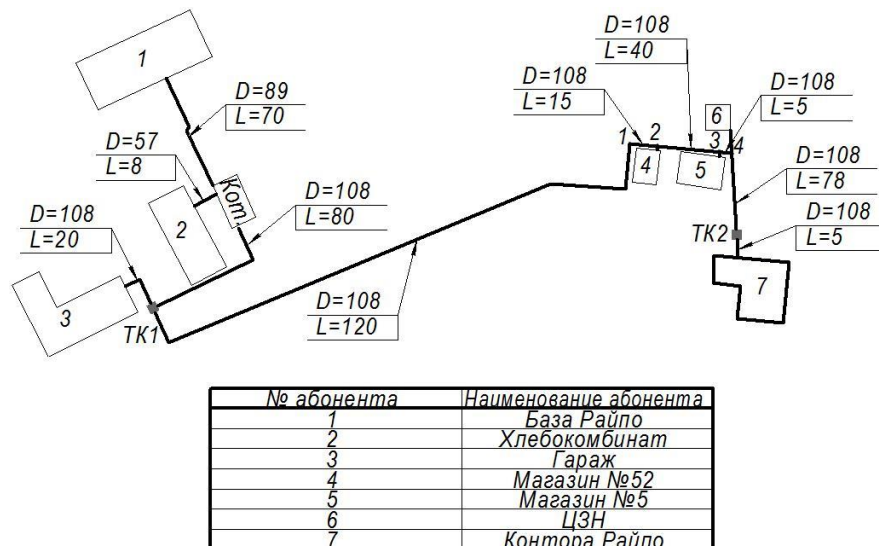 D=108
L=40
1
D=108
L=15
D=108
L=5
D=89
L=70
6
1
2
3
4
4
5
D=57
L=8
Кот
D=108
L=78
D=108
L=20
2
D=108
L=80
ТК2
D=108
L=5
3
7
D=108
L=120
ТК1
№ абонента Наименование абонента
1 База Райпо
2 Хлебокомбинат
3 Гараж
4 Магазин №52
5 Магазин №5
6 ЦЗН
7 Контора Райпо